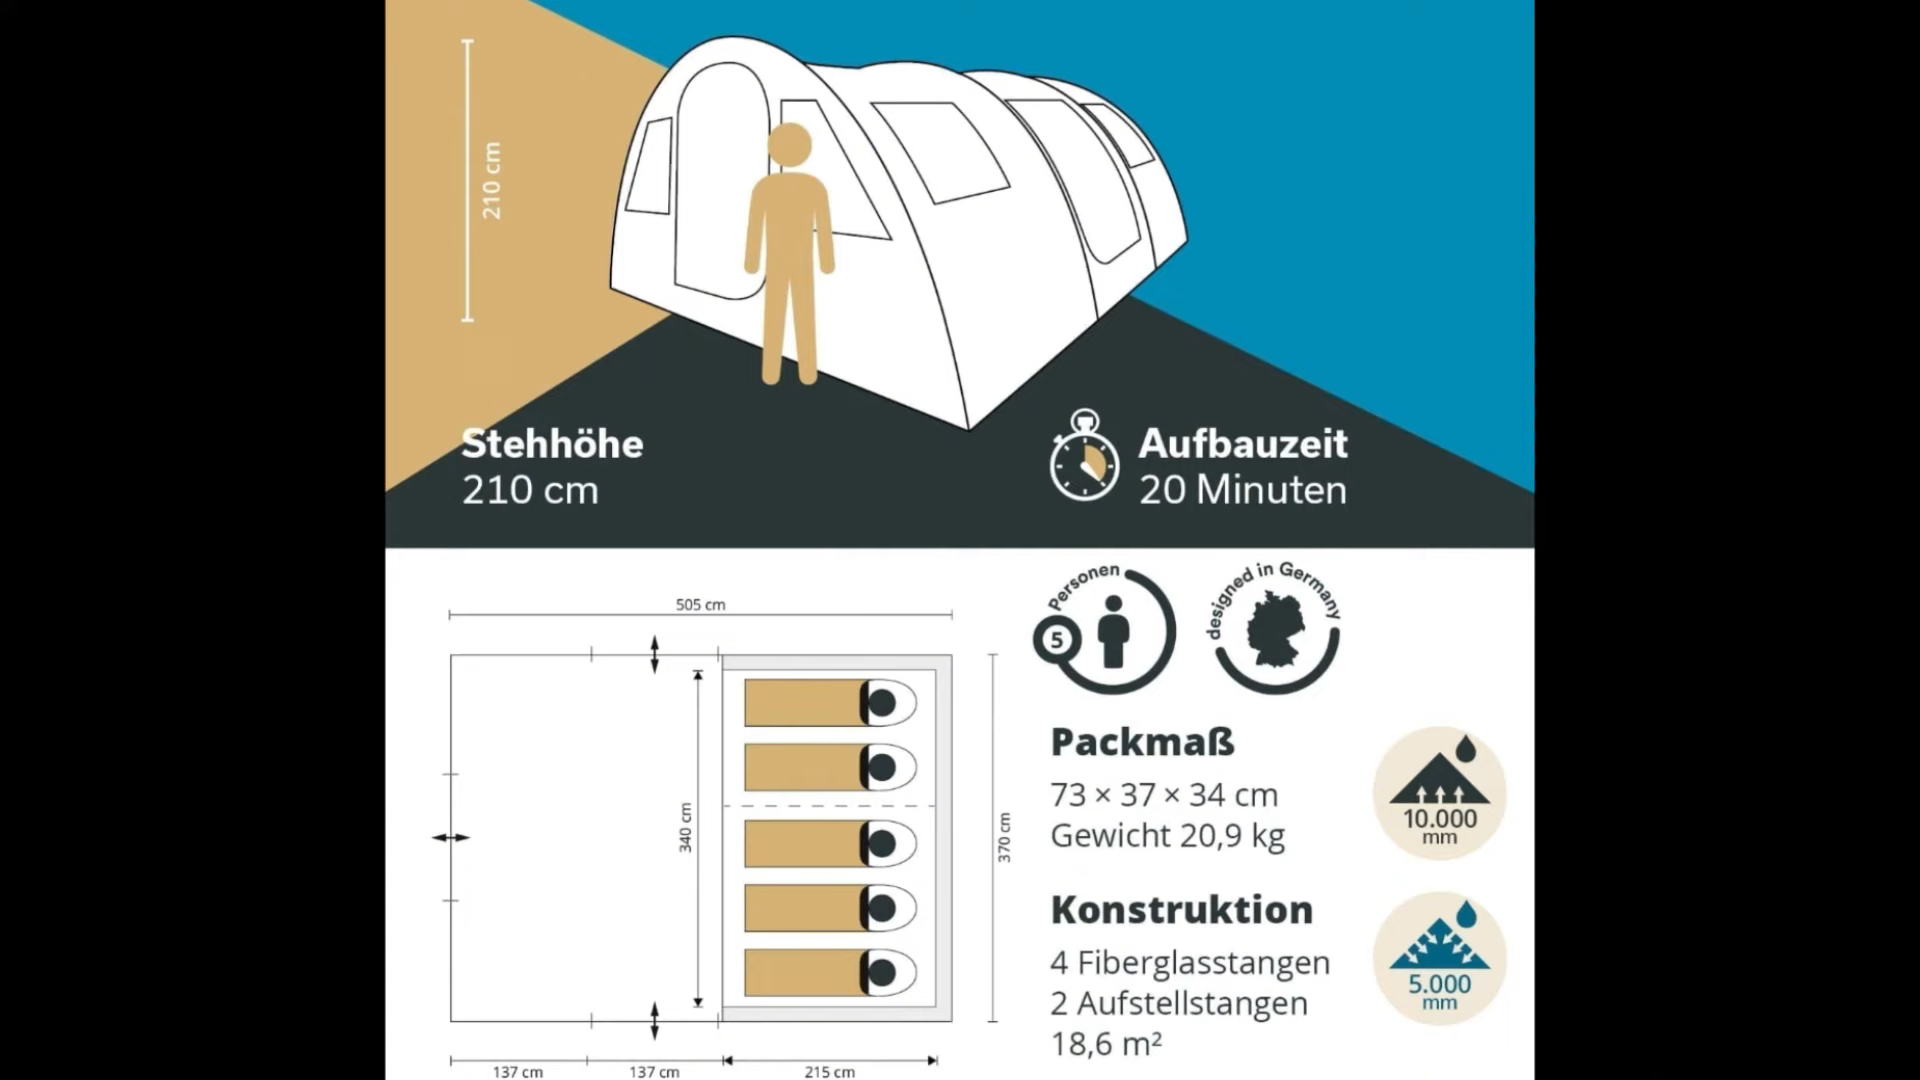 210 cm
Stehhöhe
210 cm
Aufbauzeit
20 Minuten
505 cm
340 cm
370 cm
137 cm
137 cm
215 cm
Personen
5
designed in Germany
Packmaß
73 × 37 × 34 cm
Gewicht 20,9 kg
10.000
mm
Konstruktion
4 Fiberglasstangen
2 Aufstellstangen
18,6 m²
5.000
mm